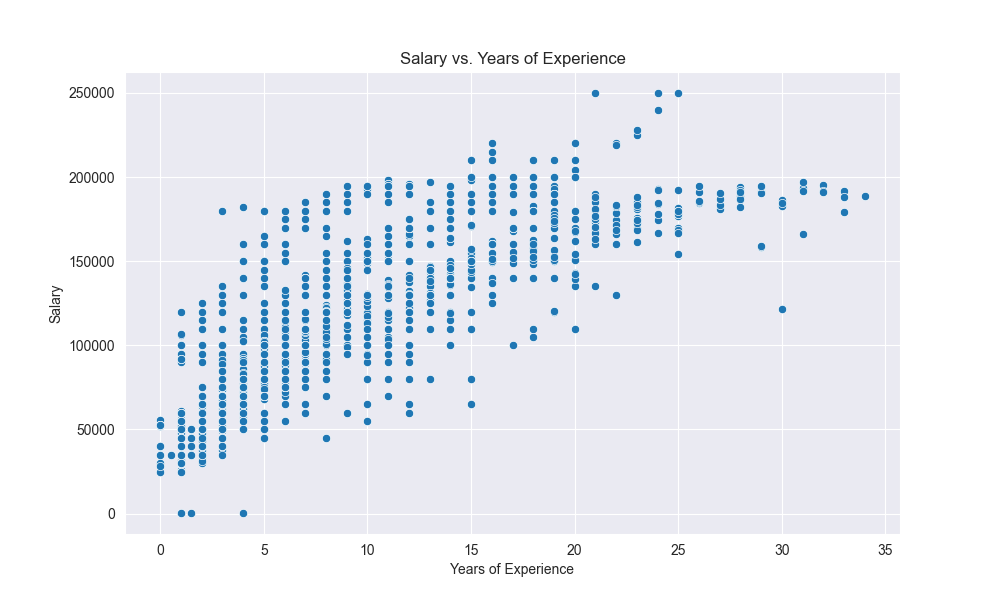 Salary vs. Years of Experience
250000
200000
150000
100000
50000
0
Salary
0 5 10 15 20 25 30 35
Years of Experience